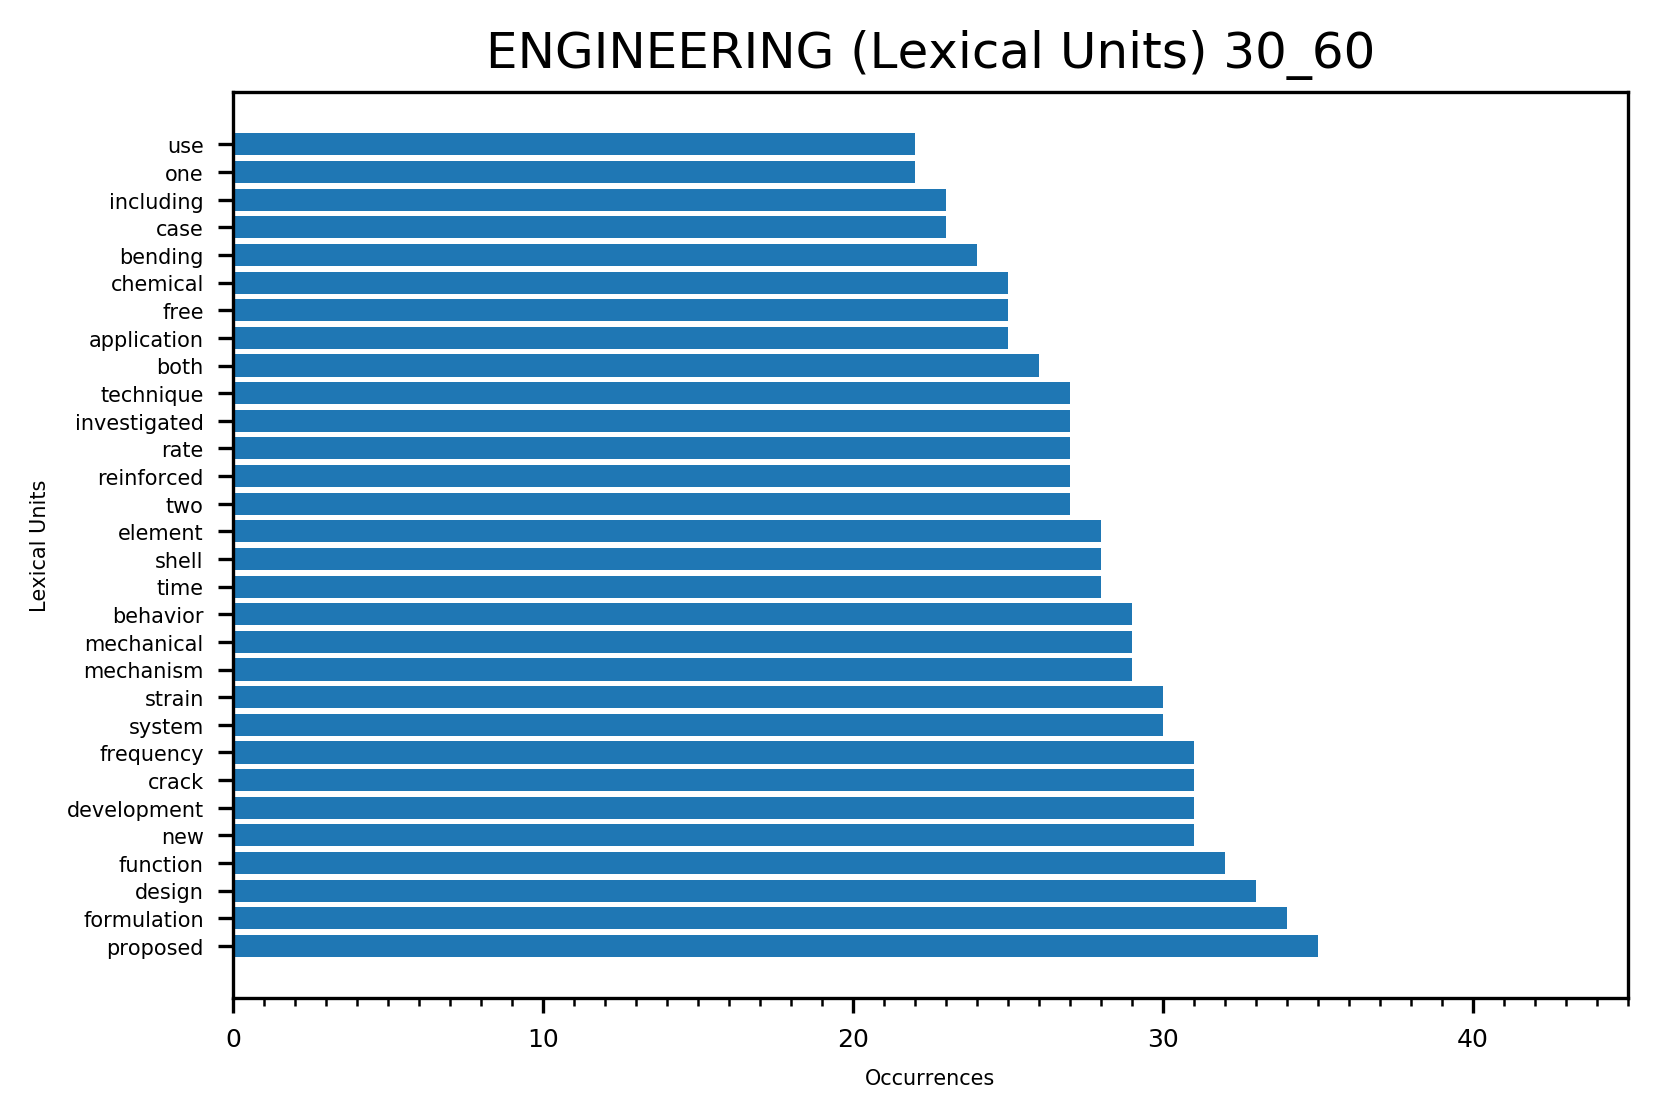 ENGINEERING (Lexical Units) 30_60
use
one
including
case
bending
chemical
free
application
both
technique
investigated
rate
reinforced
two
element
shell
time
behavior
mechanical
mechanism
strain
system
frequency
crack
development
new
function
design
formulation
proposed
Lexical Units
0 10 20 30 40
Occurrences